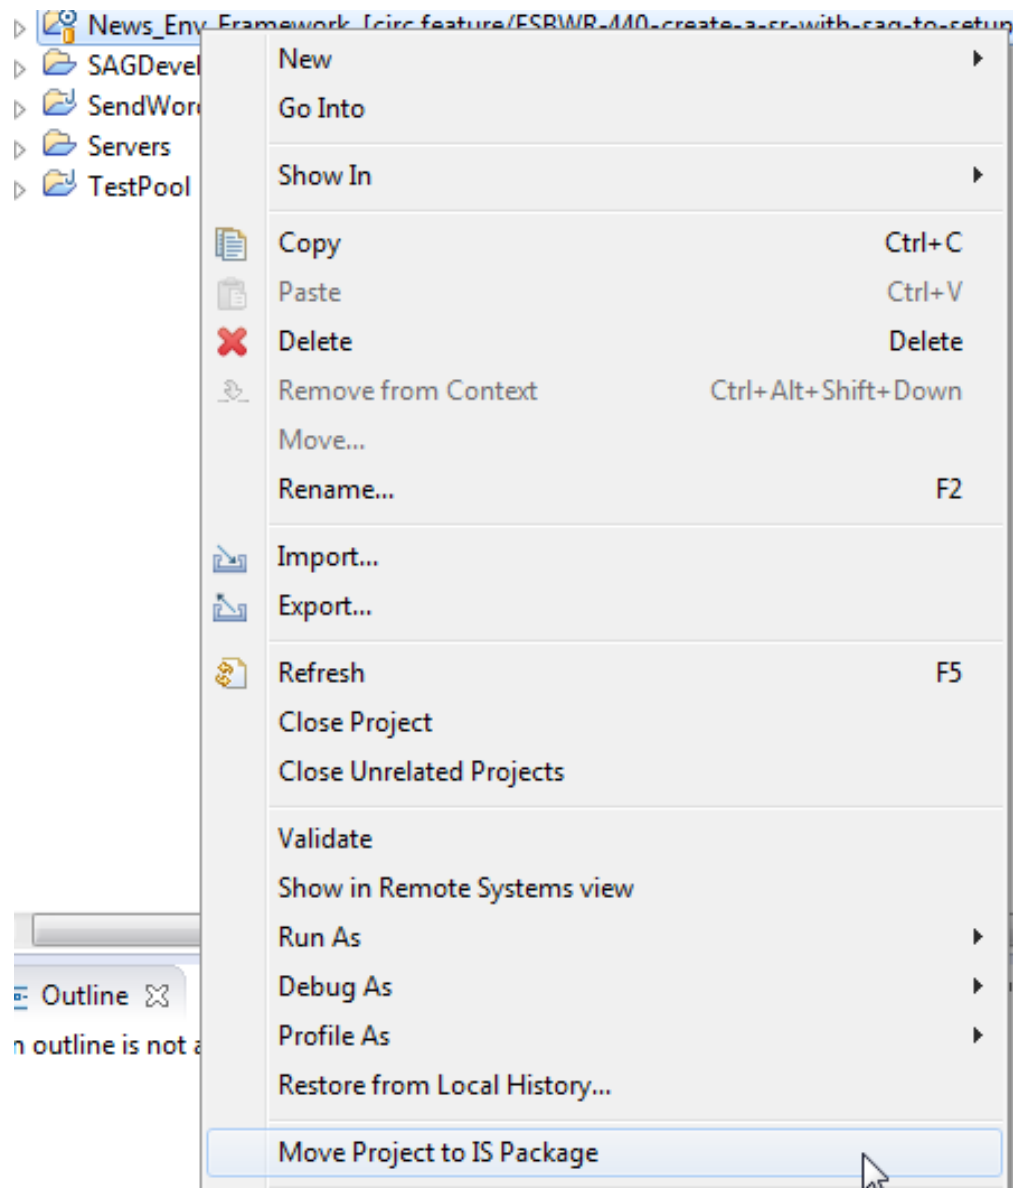 News_Env_Framework [circ feature/ESBWR-440-create-a-sr-with-sag-to-setup
SAGDevel
SendWor
Servers
TestPool
New
Go Into
Show In
Copy Ctrl+C
Paste Ctrl+V
Delete Delete
Remove from Context Ctrl+Alt+Shift+Down
Move...
Rename... F2
Import...
Export...
Refresh F5
Close Project
Close Unrelated Projects
Validate
Show in Remote Systems view
Run As
Debug As
Profile As
Restore from Local History...
Move Project to IS Package
Outline
n outline is not a